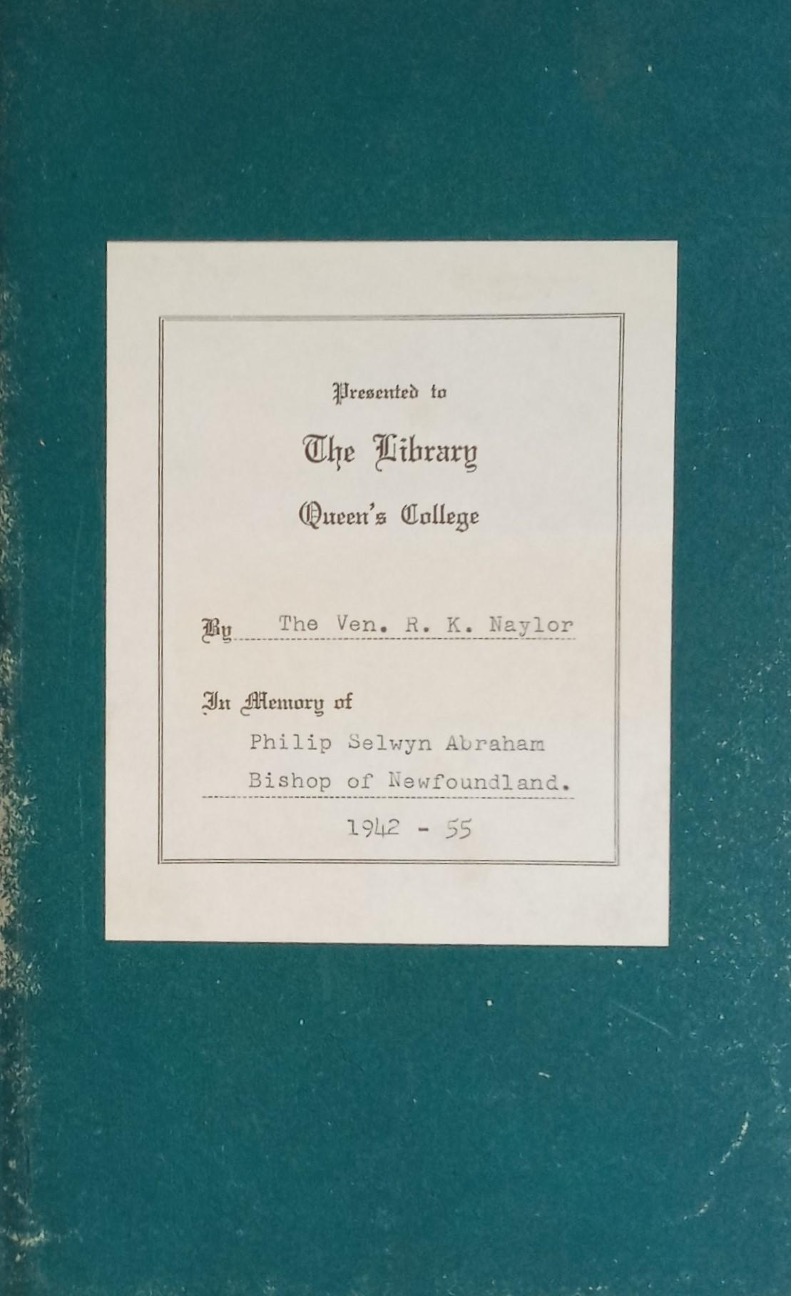 Presented to
The Library
Queen's College
By The Ven. R. K. Naylor
In Memory of
Philip Selwyn Abraham
Bishop of Newfoundland.
1942 - 55